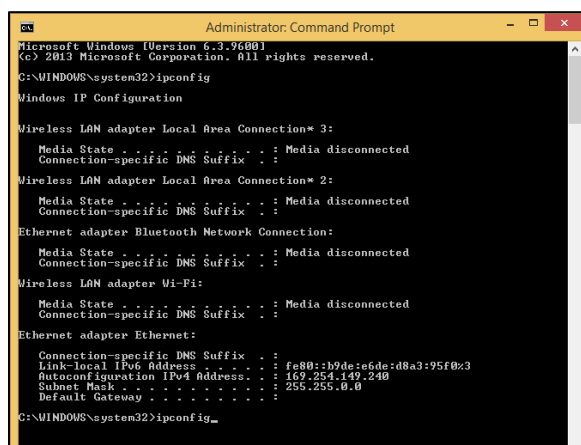 Administrator: Command Prompt
Microsoft Windows [Version 6.3.9600]
(c) 2013 Microsoft Corporation. All rights reserved.
C:\WINDOWS\system32>ipconfig
Windows IP Configuration
Wireless LAN adapter Local Area Connection* 3:
Media State . . . . . . . . . . . : Media disconnected
Connection-specific DNS Suffix  . :
Wireless LAN adapter Local Area Connection* 2:
Media State . . . . . . . . . . . : Media disconnected
Connection-specific DNS Suffix  . :
Ethernet adapter Bluetooth Network Connection:
Media State . . . . . . . . . . . : Media disconnected
Connection-specific DNS Suffix  . :
Wireless LAN adapter Wi-Fi:
Media State . . . . . . . . . . . : Media disconnected
Connection-specific DNS Suffix  . :
Ethernet adapter Ethernet:
Connection-specific DNS Suffix  . :
Link-local IPv6 Address . . . . . : fe80::b9de:e6de:d8a3:95f0%3
Autoconfiguration IPv4 Address. . : 169.254.149.240
Subnet Mask . . . . . . . . . . . : 255.255.0.0
Default Gateway . . . . . . . . . :
C:\WINDOWS\system32>ipconfig_